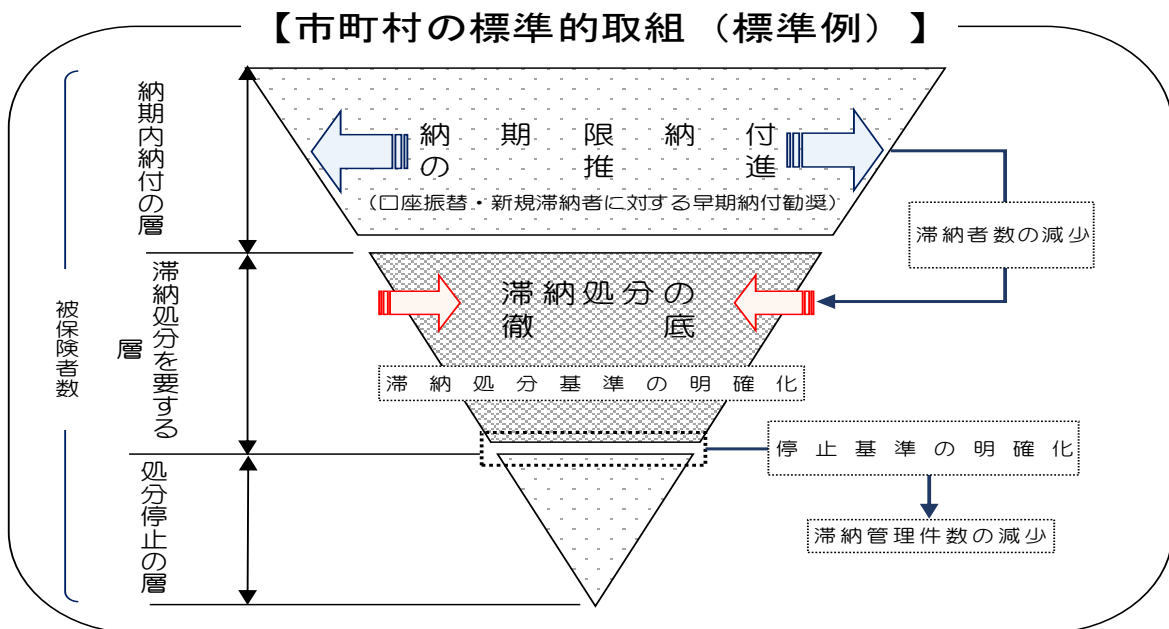 【市町村の標準的取組（標準例）】
被保険者数
納期内納付の層
納期限納付
の推進
（口座振替・新規滞納者に対する早期納付勧奨）
滞納者数の減少
滞納処分を要する
層
滞納処分の
徹底
滞納処分基準の明確化
停止基準の明確化
処分停止の層
滞納管理件数の減少